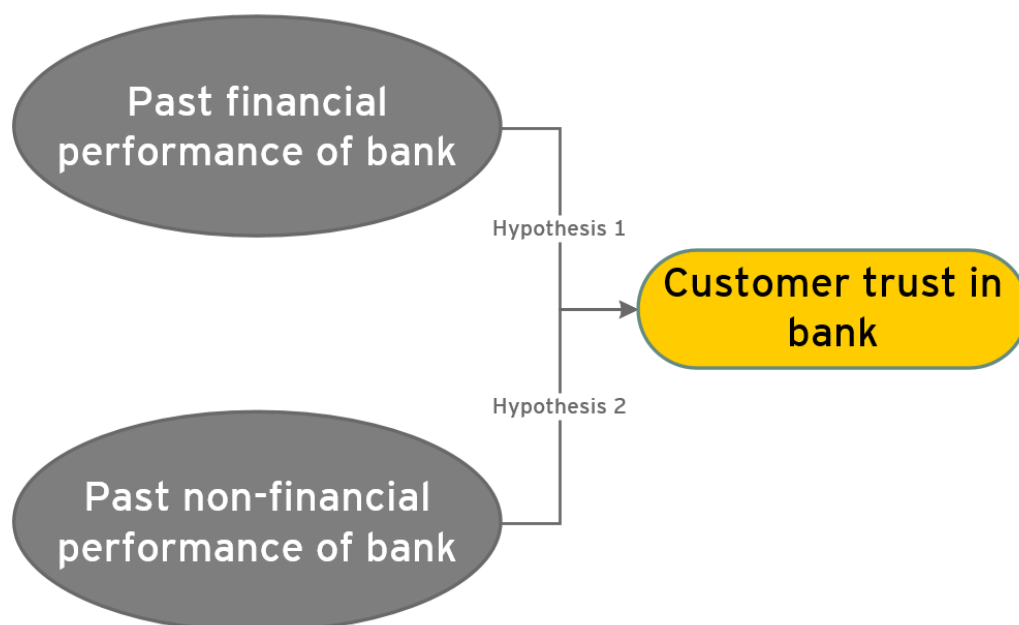 Past financial
performance of bank
Hypothesis 1
Customer trust in
bank
Hypothesis 2
Past non-financial
performance of bank